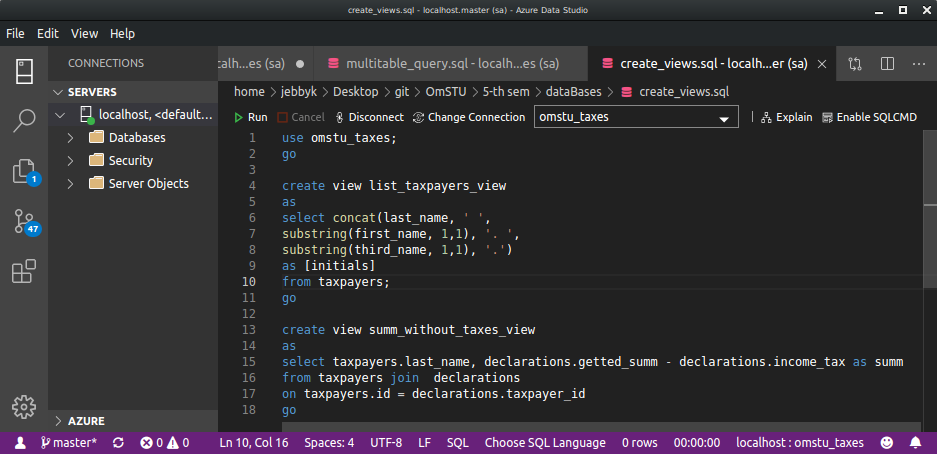 create_views.sql - localhost.master (sa) - Azure Data Studio
File Edit View Help
CONNECTIONS
calh...es (sa)
multitable_query.sql - localh...es (sa)
create_views.sql - localh...er (sa)
SERVERS
home > jebbyk > Desktop > git > OmSTU > 5-th sem > dataBases > create_views.sql
localhost, <default...
Run Cancel Disconnect Change Connection omstu_taxes Explain Enable SQLCMD
Databases
Security
Server Objects
1 use omstu_taxes;
2 go
3
4 create view list_taxpayers_view
5 as
6 select concat(last_name, ' ',
7 substring(first_name, 1,1), '. ',
8 substring(third_name, 1,1), '.')
9 as [initials]
10 from taxpayers;
11 go
12
13 create view summ_without_taxes_view
14 as
15 select taxpayers.last_name, declarations.getted_summ - declarations.income_tax as summ
16 from taxpayers join  declarations
17 on taxpayers.id = declarations.taxpayer_id
18 go
1
47
AZURE
master* 0 0 Ln 10, Col 16 Spaces: 4 UTF-8 LF SQL Choose SQL Language 0 rows 00:00:00 localhost : omstu_taxes